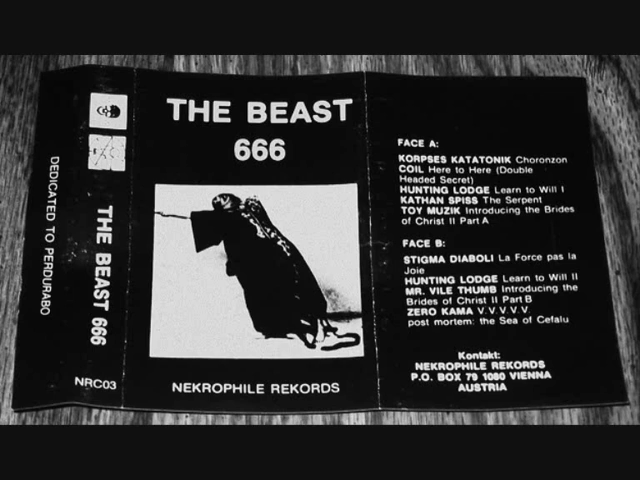 DEDICATED TO PERDURABO
THE BEAST 666
NRC03
THE BEAST
666
NEKROPHILE REKORDS
FACE A:
KORPSES KATATONIK Choronzon
COIL Here to Here (Double
Headed Secret)
HUNTING LODGE Learn to Will I
KATHAN SPISS The Serpent
TOY MUZIK Introducing the Brides
of Christ II Part A
FACE B:
STIGMA DIABOLI La Force pas la
Joie
HUNTING LODGE Learn to Will II
MR. VILE THUMB Introducing the
Brides of Christ II Part B
ZERO KAMA V.V.V.V.V.
post mortem: the Sea of Cefalu
Kontakt:
NEKROPHILE REKORDS
P.O. BOX 79 1080 VIENNA
AUSTRIA